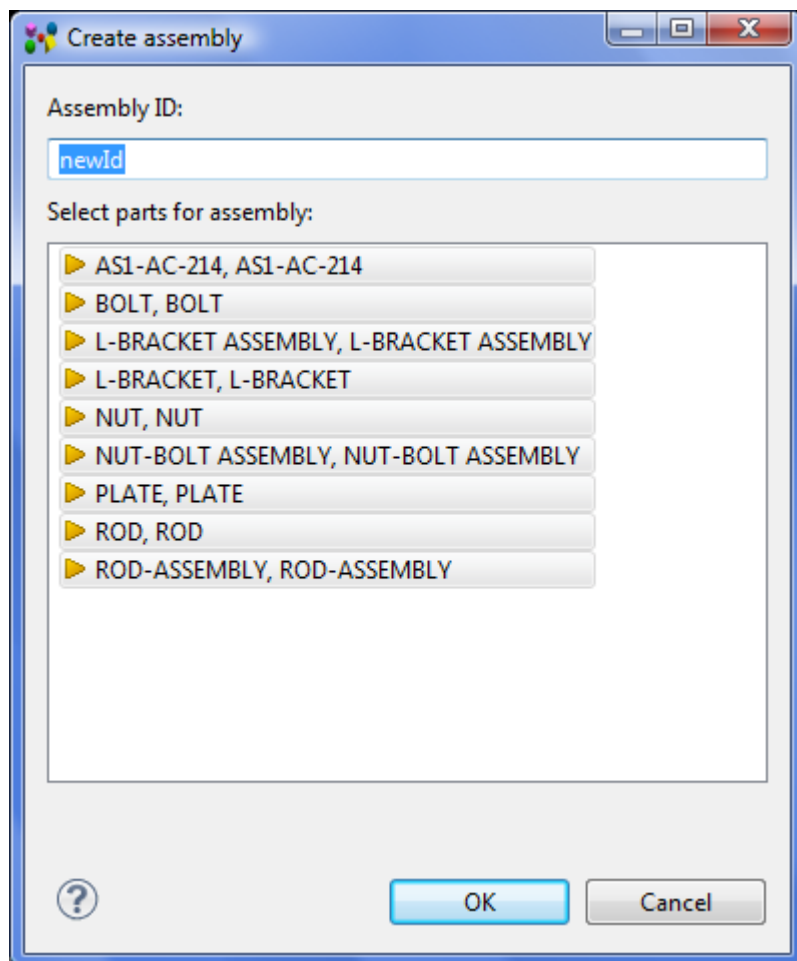 Create assembly
Assembly ID:
newId
Select parts for assembly:
AS1-AC-214, AS1-AC-214
BOLT, BOLT
L-BRACKET ASSEMBLY, L-BRACKET ASSEMBLY
L-BRACKET, L-BRACKET
NUT, NUT
NUT-BOLT ASSEMBLY, NUT-BOLT ASSEMBLY
PLATE, PLATE
ROD, ROD
ROD-ASSEMBLY, ROD-ASSEMBLY
? OK Cancel